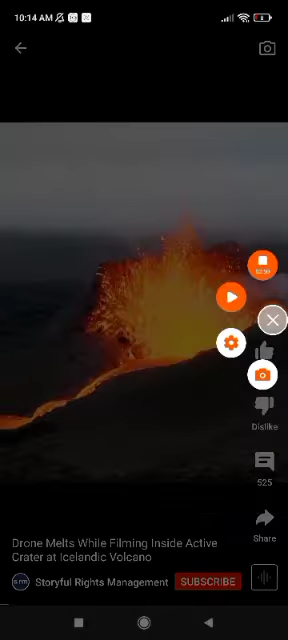 10:14 AM
Dislike
525
Share
Drone Melts While Filming Inside Active
Crater at Icelandic Volcano
Storyful Rights Management
SUBSCRIBE